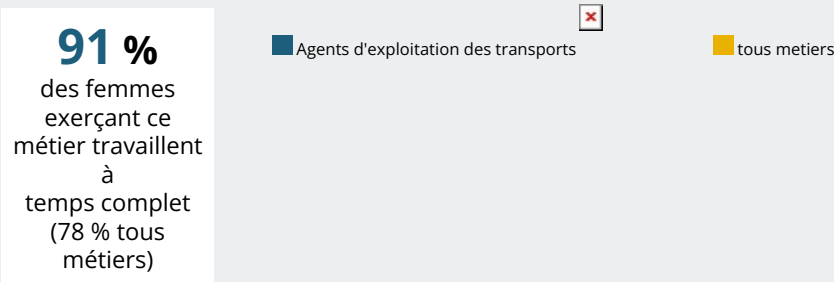 91 %
des femmes
exerçant ce
métier travaillent
à
temps complet
(78 % tous
métiers)
Agents d'exploitation des transports
tous metiers